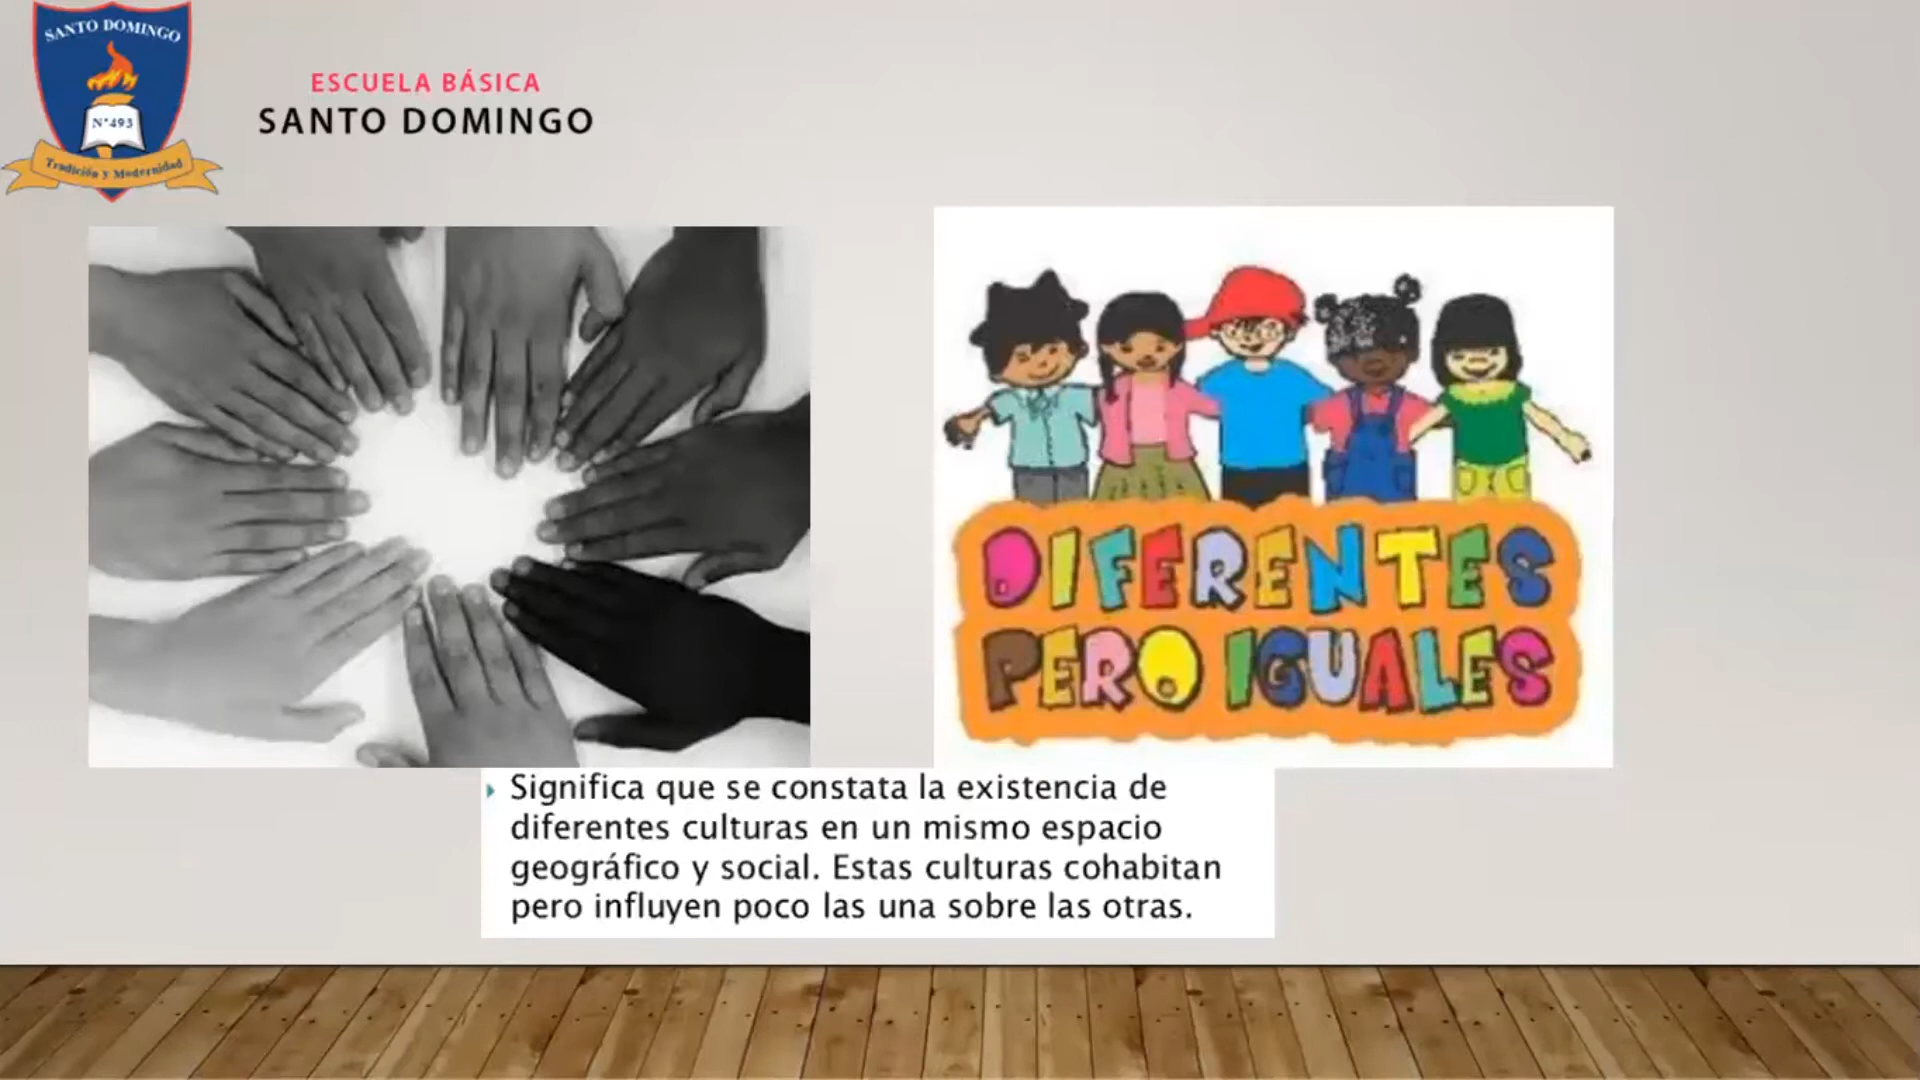 SANTO DOMINGO
N°493
Tradición y Modernidad
ESCUELA BÁSICA
SANTO DOMINGO
DIFERENTES
PERO IGUALES
Significa que se constata la existencia de
diferentes culturas en un mismo espacio
geográfico y social. Estas culturas cohabitan
pero influyen poco las una sobre las otras.